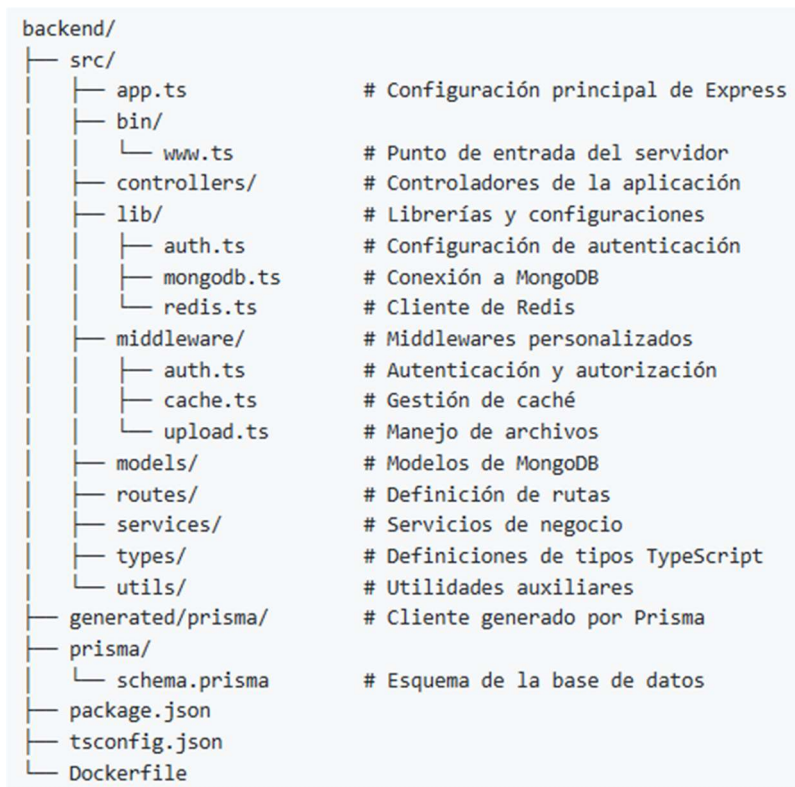 backend/
├── src/
│   ├── app.ts               # Configuración principal de Express
│   ├── bin/
│   │   └── www.ts           # Punto de entrada del servidor
│   ├── controllers/         # Controladores de la aplicación
│   ├── lib/                 # Librerías y configuraciones
│   │   ├── auth.ts          # Configuración de autenticación
│   │   ├── mongodb.ts       # Conexión a MongoDB
│   │   └── redis.ts         # Cliente de Redis
│   ├── middleware/          # Middlewares personalizados
│   │   ├── auth.ts          # Autenticación y autorización
│   │   ├── cache.ts         # Gestión de caché
│   │   └── upload.ts        # Manejo de archivos
│   ├── models/              # Modelos de MongoDB
│   ├── routes/              # Definición de rutas
│   ├── services/            # Servicios de negocio
│   ├── types/               # Definiciones de tipos TypeScript
│   └── utils/               # Utilidades auxiliares
├── generated/prisma/        # Cliente generado por Prisma
├── prisma/
│   └── schema.prisma        # Esquema de la base de datos
├── package.json
├── tsconfig.json
└── Dockerfile